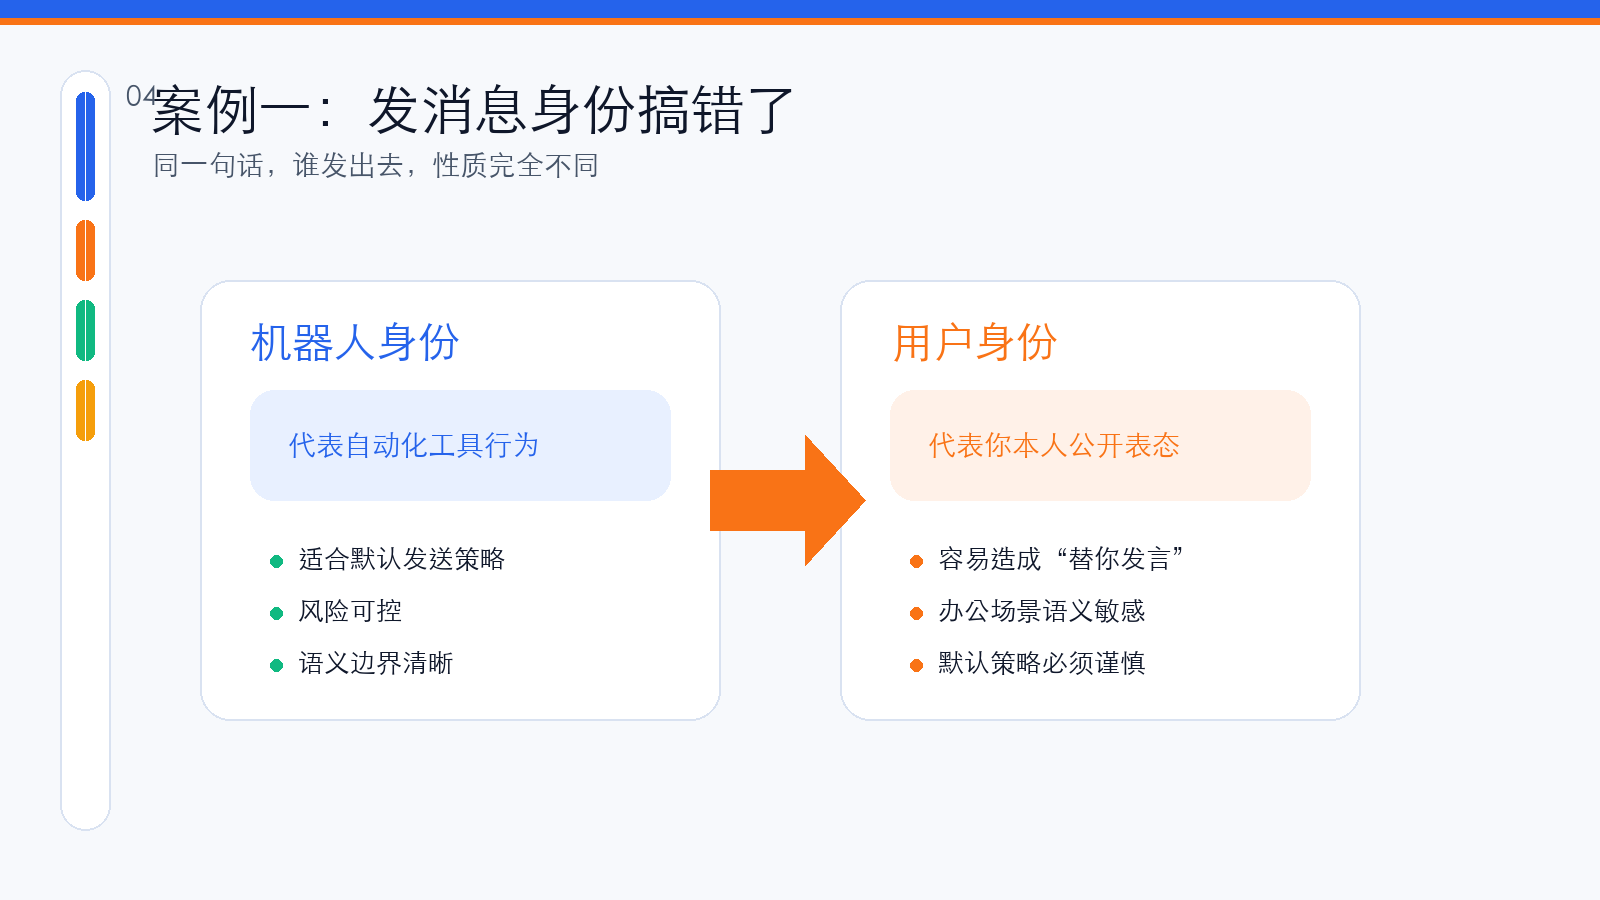 04
案例一：发消息身份搞错了
同一句话，谁发出去，性质完全不同
机器人身份
代表自动化工具行为
适合默认发送策略
风险可控
语义边界清晰
用户身份
代表你本人公开表态
容易造成“替你发言”
办公场景语义敏感
默认策略必须谨慎